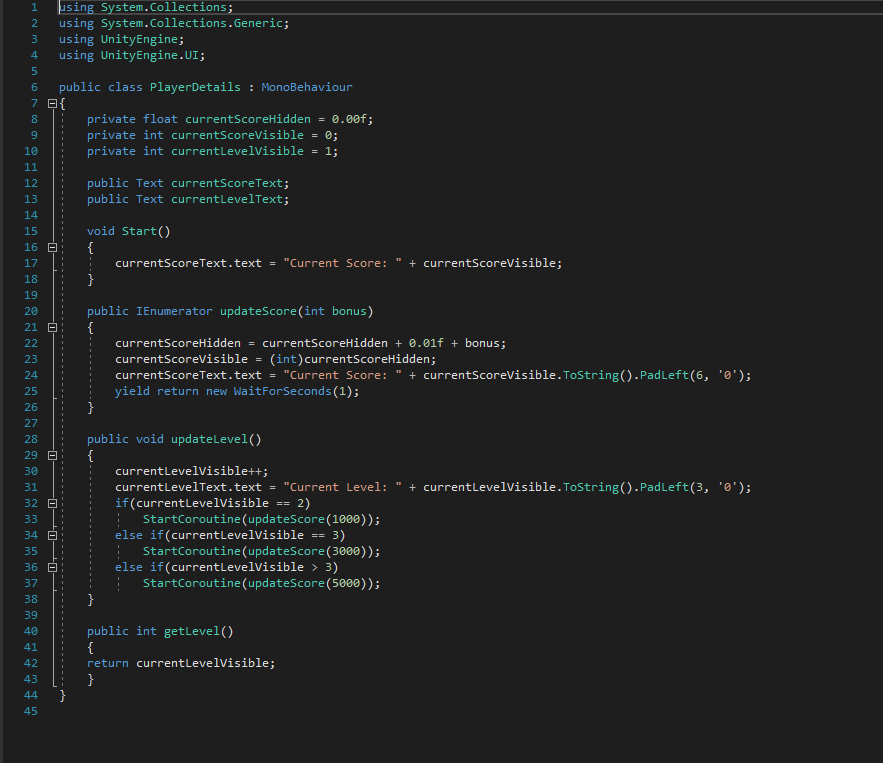 1 using System.Collections;
2 using System.Collections.Generic;
3 using UnityEngine;
4 using UnityEngine.UI;
5
6 public class PlayerDetails : MonoBehaviour
7 {
8     private float currentScoreHidden = 0.00f;
9     private int currentScoreVisible = 0;
10     private int currentLevelVisible = 1;
11
12     public Text currentScoreText;
13     public Text currentLevelText;
14
15     void Start()
16     {
17         currentScoreText.text = "Current Score: " + currentScoreVisible;
18     }
19
20     public IEnumerator updateScore(int bonus)
21     {
22         currentScoreHidden = currentScoreHidden + 0.01f + bonus;
23         currentScoreVisible = (int)currentScoreHidden;
24         currentScoreText.text = "Current Score: " + currentScoreVisible.ToString().PadLeft(6, '0');
25         yield return new WaitForSeconds(1);
26     }
27
28     public void updateLevel()
29     {
30         currentLevelVisible++;
31         currentLevelText.text = "Current Level: " + currentLevelVisible.ToString().PadLeft(3, '0');
32         if(currentLevelVisible == 2)
33             StartCoroutine(updateScore(1000));
34         else if(currentLevelVisible == 3)
35             StartCoroutine(updateScore(3000));
36         else if(currentLevelVisible > 3)
37             StartCoroutine(updateScore(5000));
38     }
39
40     public int getLevel()
41     {
42     return currentLevelVisible;
43     }
44 }
45